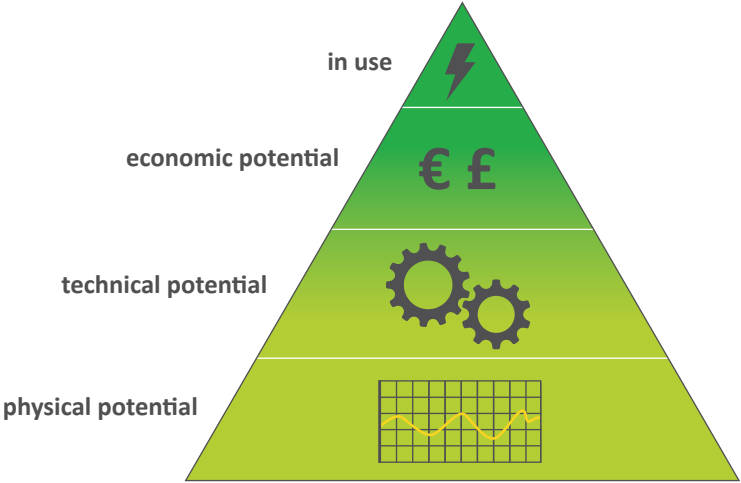 in use
economic potential
€ £
technical potential
physical potential